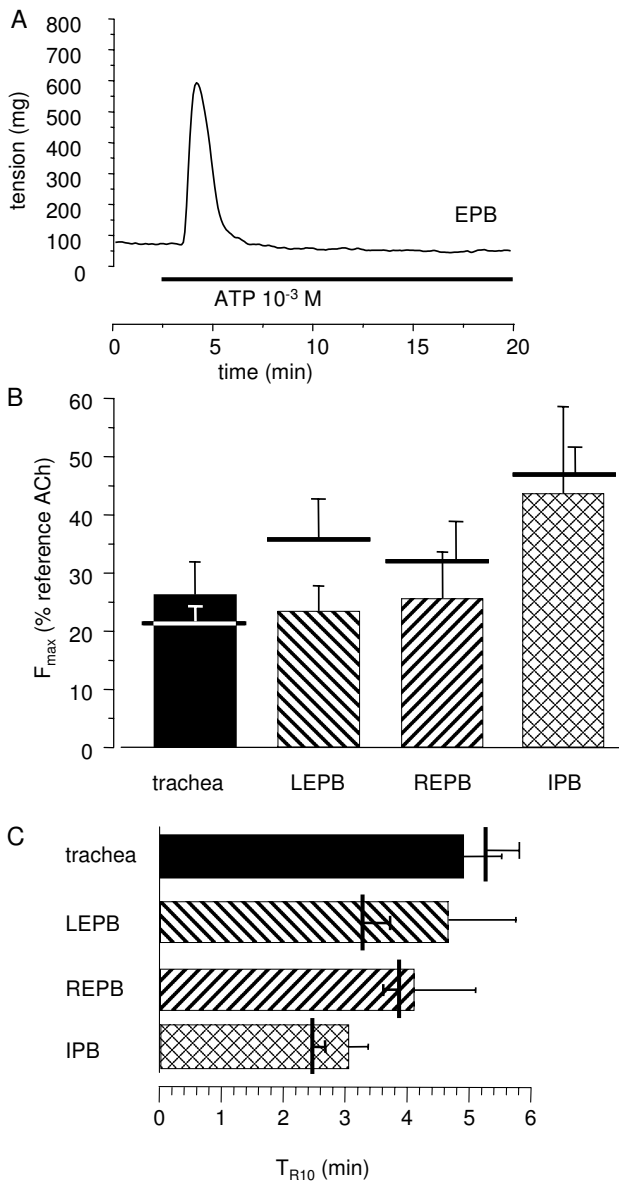 A
800
700
600
500
400
300
200
100
0
tension (mg)
EPB
ATP 10⁻³ M
0 5 10 15 20
time (min)
B
60
50
40
30
20
10
0
Fmax (% reference ACh)
trachea LEPB REPB IPB
C
trachea
LEPB
REPB
IPB
0 1 2 3 4 5 6
TR10 (min)